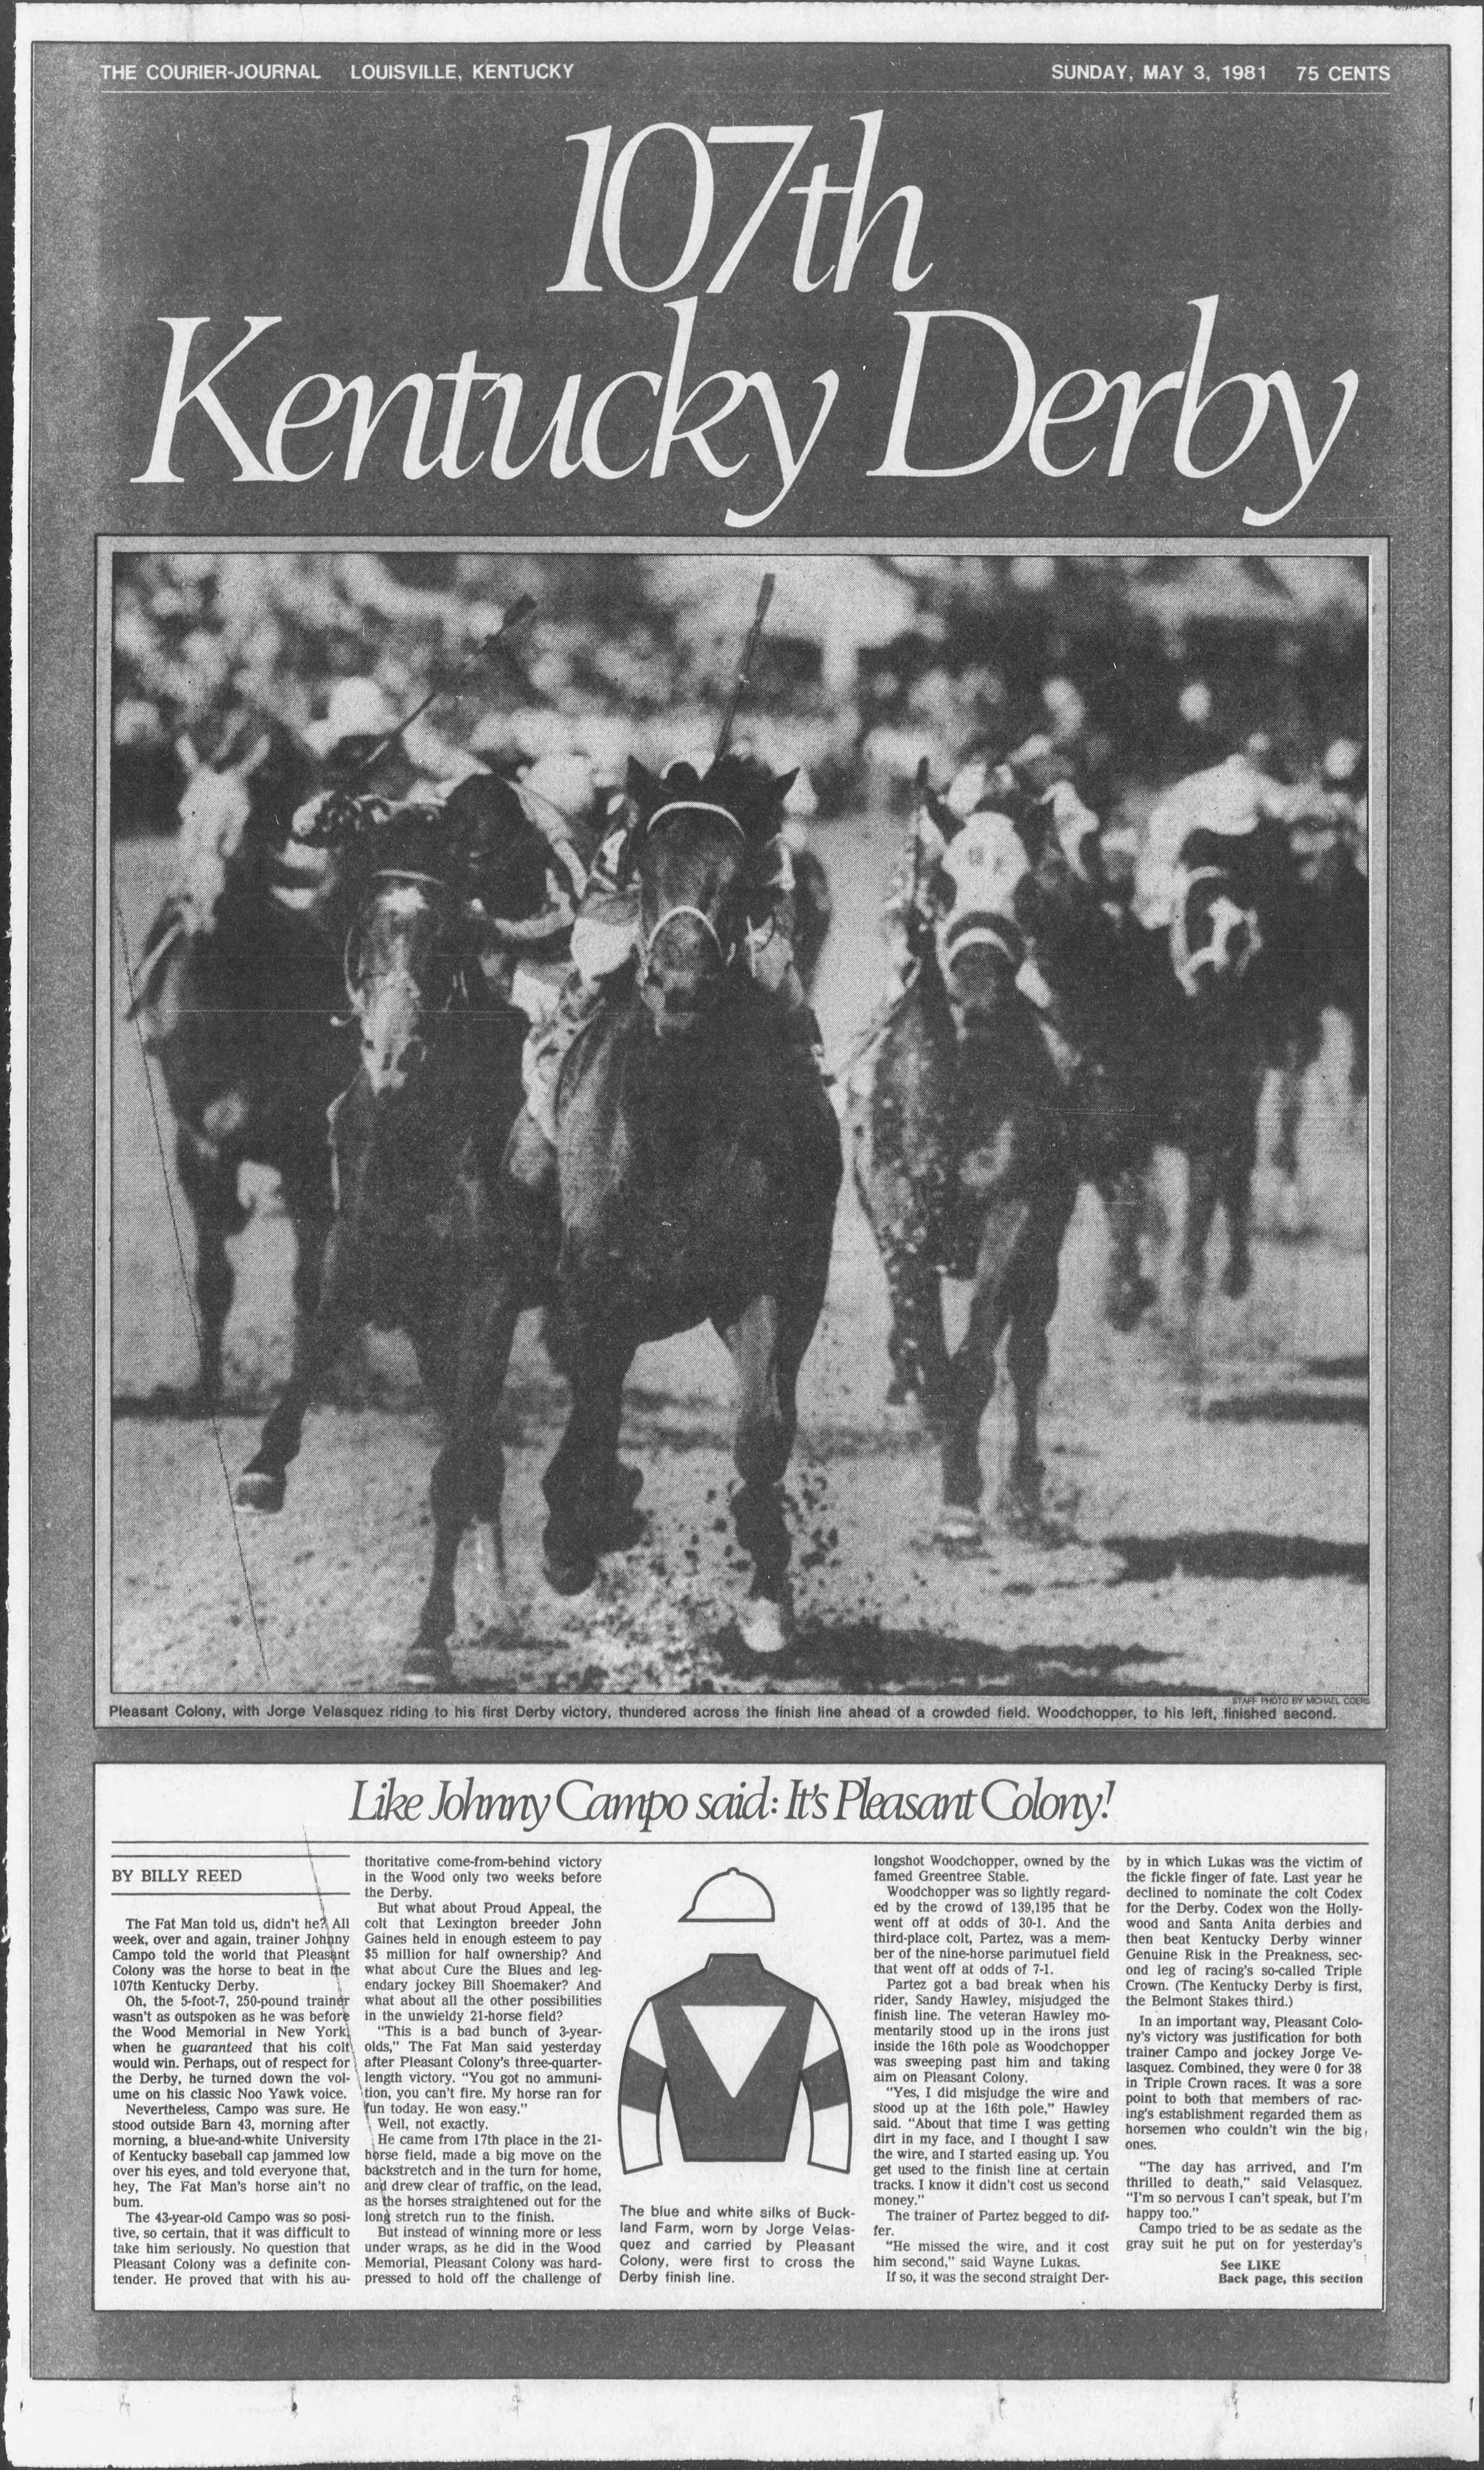 THE COURIER-JOURNAL LOUISVILLE, KENTUCKY
SUNDAY, MAY 3, 1981 75 CENTS
107th
Kentucky Derby
STAFF PHOTO BY MICHAEL COERS
Pleasant Colony, with Jorge Velasquez riding to his first Derby victory, thundered across the finish line ahead of a crowded field. Woodchopper, to his left, finished second.
Like Johnny Campo said: It's Pleasant Colony!
BY BILLY REED
The Fat Man told us, didn't he? All
week, over and again, trainer Johnny
Campo told the world that Pleasant
Colony was the horse to beat in the
107th Kentucky Derby.
Oh, the 5-foot-7, 250-pound trainer
wasn't as outspoken as he was before
the Wood Memorial in New York,
when he guaranteed that his colt
would win. Perhaps, out of respect for
the Derby, he turned down the vol-
ume on his classic Noo Yawk voice.
Nevertheless, Campo was sure. He
stood outside Barn 43, morning after
morning, a blue-and-white University
of Kentucky baseball cap jammed low
over his eyes, and told everyone that,
hey, The Fat Man's horse ain't no
bum.
The 43-year-old Campo was so posi-
tive, so certain, that it was difficult to
take him seriously. No question that
Pleasant Colony was a definite con-
tender. He proved that with his au-
thoritative come-from-behind victory
in the Wood only two weeks before
the Derby.
But what about Proud Appeal, the
colt that Lexington breeder John
Gaines held in enough esteem to pay
$5 million for half ownership? And
what about Cure the Blues and leg-
endary jockey Bill Shoemaker? And
what about all the other possibilities
in the unwieldy 21-horse field?
"This is a bad bunch of 3-year-
olds," The Fat Man said yesterday
after Pleasant Colony's three-quarter-
length victory. "You got no ammuni-
tion, you can't fire. My horse ran for
fun today. He won easy."
Well, not exactly.
He came from 17th place in the 21-
horse field, made a big move on the
backstretch and in the turn for home,
and drew clear of traffic, on the lead,
as the horses straightened out for the
long stretch run to the finish.
But instead of winning more or less
under wraps, as he did in the Wood
Memorial, Pleasant Colony was hard-
pressed to hold off the challenge of
The blue and white silks of Buck-
land Farm, worn by Jorge Velas-
quez and carried by Pleasant
Colony, were first to cross the
Derby finish line.
longshot Woodchopper, owned by the
famed Greentree Stable.
Woodchopper was so lightly regard-
ed by the crowd of 139,195 that he
went off at odds of 30-1. And the
third-place colt, Partez, was a mem-
ber of the nine-horse parimutuel field
that went off at odds of 7-1.
Partez got a bad break when his
rider, Sandy Hawley, misjudged the
finish line. The veteran Hawley mo-
mentarily stood up in the irons just
inside the 16th pole as Woodchopper
was sweeping past him and taking
aim on Pleasant Colony.
"Yes, I did misjudge the wire and
stood up at the 16th pole," Hawley
said. "About that time I was getting
dirt in my face, and I thought I saw
the wire, and I started easing up. You
get used to the finish line at certain
tracks. I know it didn't cost us second
money."
The trainer of Partez begged to dif-
fer.
"He missed the wire, and it cost
him second," said Wayne Lukas.
If so, it was the second straight Der-
by in which Lukas was the victim of
the fickle finger of fate. Last year he
declined to nominate the colt Codex
for the Derby. Codex won the Holly-
wood and Santa Anita derbies and
then beat Kentucky Derby winner
Genuine Risk in the Preakness, sec-
ond leg of racing's so-called Triple
Crown. (The Kentucky Derby is first,
the Belmont Stakes third.)
In an important way, Pleasant Colo-
ny's victory was justification for both
trainer Campo and jockey Jorge Ve-
lasquez. Combined, they were 0 for 38
in Triple Crown races. It was a sore
point to both that members of rac-
ing's establishment regarded them as
horsemen who couldn't win the big
ones.
"The day has arrived, and I'm
thrilled to death," said Velasquez.
"I'm so nervous I can't speak, but I'm
happy too."
Campo tried to be as sedate as the
gray suit he put on for yesterday's
See LIKE
Back page, this section